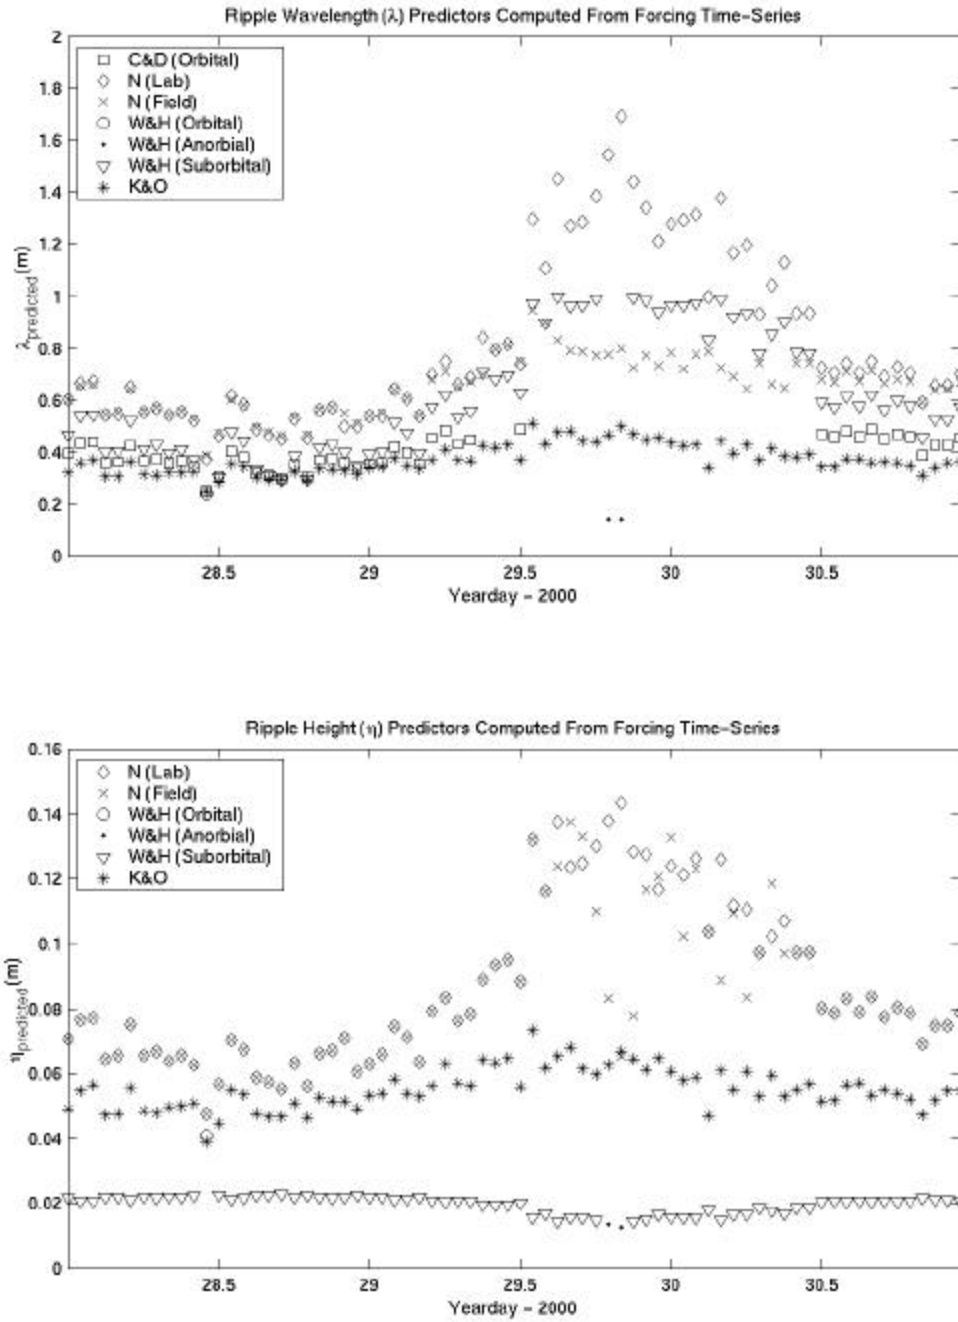 Ripple Wavelength (λ) Predictors Computed From Forcing Time−Series
2
1.8
1.6
1.4
1.2
1
0.8
0.6
0.4
0.2
0
C&D (Orbital)
N (Lab)
N (Field)
W&H (Orbital)
W&H (Anorbial)
W&H (Suborbital)
K&O
λpredicted(m)
28.5 29 29.5 30 30.5
Yearday − 2000
Ripple Height (η) Predictors Computed From Forcing Time−Series
0.16
0.14
0.12
0.1
0.08
0.06
0.04
0.02
0
N (Lab)
N (Field)
W&H (Orbital)
W&H (Anorbial)
W&H (Suborbital)
K&O
ηpredicted(m)
28.5 29 29.5 30 30.5
Yearday − 2000